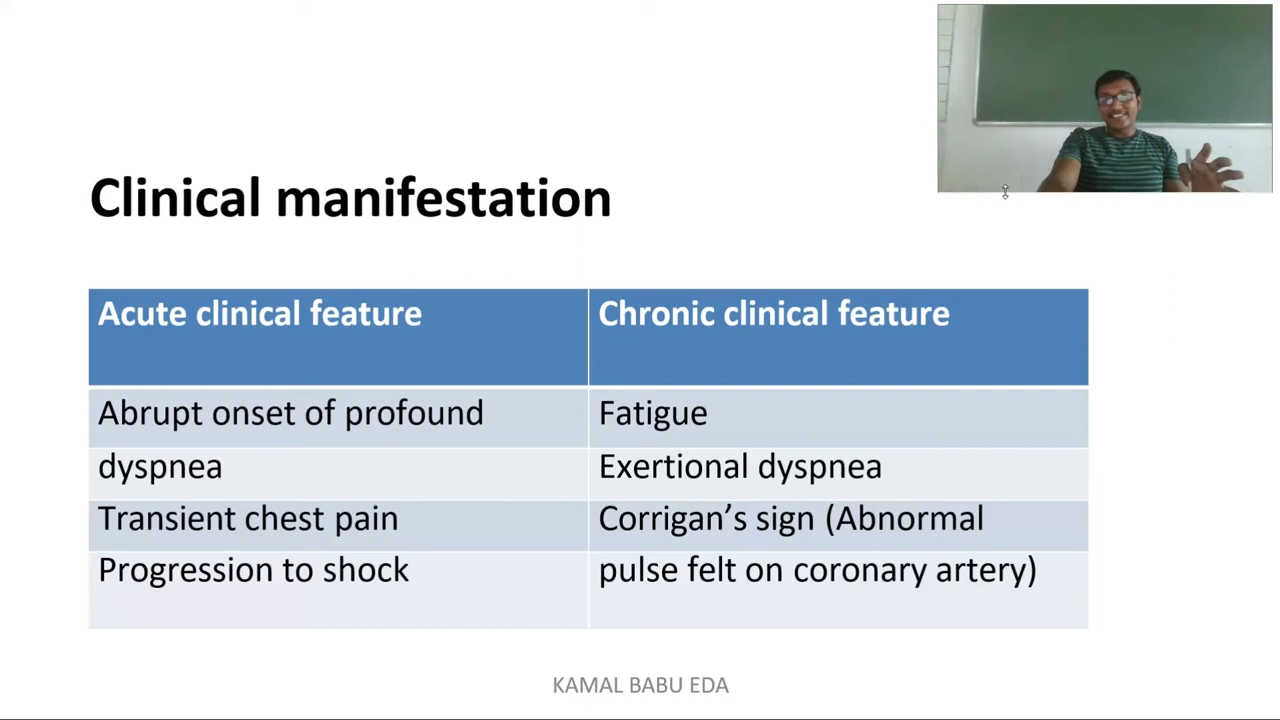 Clinical manifestation
Acute clinical feature
Chronic clinical feature
Abrupt onset of profound
Fatigue
dyspnea
Exertional dyspnea
Transient chest pain
Corrigan’s sign (Abnormal
Progression to shock
pulse felt on coronary artery)
KAMAL BABU EDA